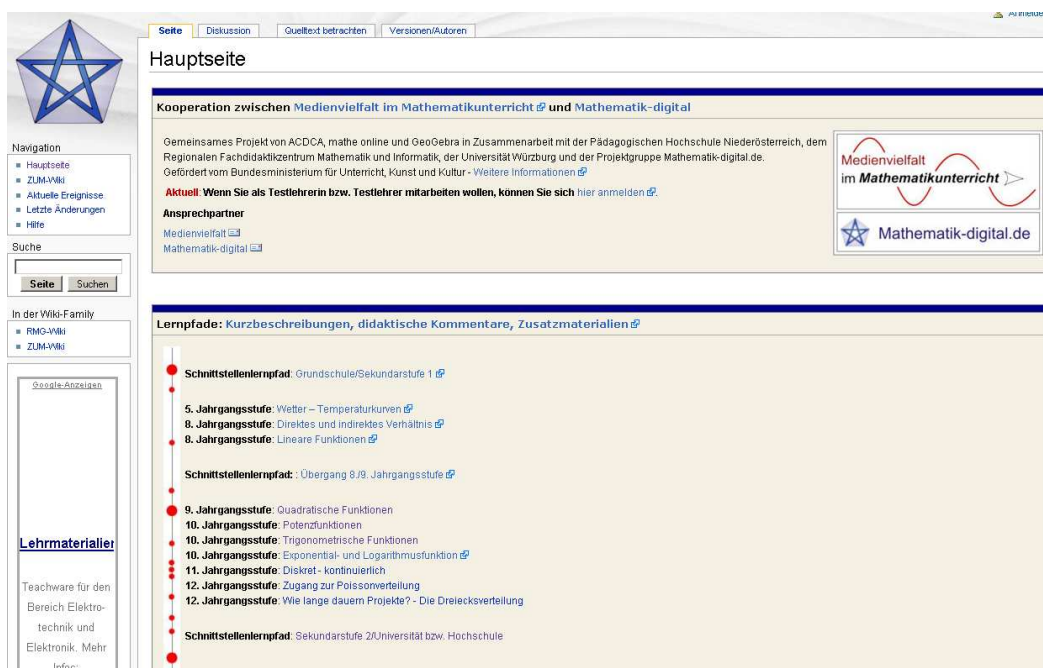 Anmelde
Seite
Diskussion
Quelltext betrachten
Versionen/Autoren
Hauptseite
Navigation
Hauptseite
ZUM-Wiki
Aktuelle Ereignisse
Letzte Änderungen
Hilfe
Suche
Seite
Suchen
In der Wiki-Family
RMG-Wiki
ZUM-Wiki
Google-Anzeigen
Lehrmaterialier
Teachware für den
Bereich Elektro-
technik und
Elektronik. Mehr
Infos:
Kooperation zwischen Medienvielfalt im Mathematikunterricht und Mathematik-digital
Gemeinsames Projekt von ACDCA, mathe online und GeoGebra in Zusammenarbeit mit der Pädagogischen Hochschule Niederösterreich, dem
Regionalen Fachdidaktikzentrum Mathematik und Informatik, der Universität Würzburg und der Projektgruppe Mathematik-digital.de.
Gefördert vom Bundesministerium für Unterricht, Kunst und Kultur - Weitere Informationen
Aktuell: Wenn Sie als Testlehrerin bzw. Testlehrer mitarbeiten wollen, können Sie sich hier anmelden.
Ansprechpartner
Medienvielfalt
Mathematik-digital
Medienvielfalt
im Mathematikunterricht
Mathematik-digital.de
Lernpfade: Kurzbeschreibungen, didaktische Kommentare, Zusatzmaterialien
Schnittstellenlernpfad: Grundschule/Sekundarstufe 1
5. Jahrgangsstufe: Wetter – Temperaturkurven
8. Jahrgangsstufe: Direktes und indirektes Verhältnis
8. Jahrgangsstufe: Lineare Funktionen
Schnittstellenlernpfad: : Übergang 8./9. Jahrgangsstufe
9. Jahrgangsstufe: Quadratische Funktionen
10. Jahrgangsstufe: Potenzfunktionen
10. Jahrgangsstufe: Trigonometrische Funktionen
10. Jahrgangsstufe: Exponential- und Logarithmusfunktion
11. Jahrgangsstufe: Diskret - kontinuierlich
12. Jahrgangsstufe: Zugang zur Poissonverteilung
12. Jahrgangsstufe: Wie lange dauern Projekte? - Die Dreiecksverteilung
Schnittstellenlernpfad: Sekundarstufe 2/Universität bzw. Hochschule